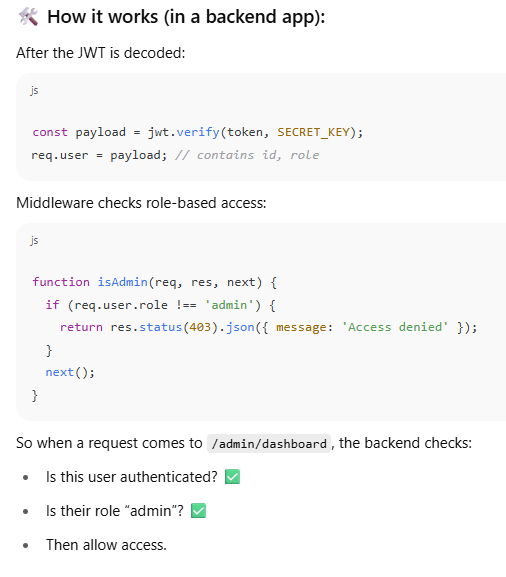 🛠️ How it works (in a backend app):
After the JWT is decoded:
js
const payload = jwt.verify(token, SECRET_KEY);
req.user = payload; // contains id, role
Middleware checks role-based access:
js
function isAdmin(req, res, next) {
  if (req.user.role !== 'admin') {
    return res.status(403).json({ message: 'Access denied' });
  }
  next();
}
So when a request comes to /admin/dashboard, the backend checks:
• Is this user authenticated? ✅
• Is their role “admin”? ✅
• Then allow access.